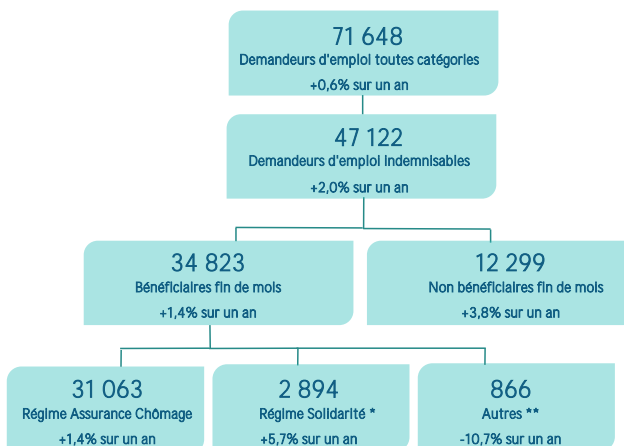 71 648
Demandeurs d'emploi toutes catégories
+0,6% sur un an
47 122
Demandeurs d'emploi indemnisables
+2,0% sur un an
34 823
Bénéficiaires fin de mois
+1,4% sur un an
12 299
Non bénéficiaires fin de mois
+3,8% sur un an
31 063
Régime Assurance Chômage
+1,4% sur un an
2 894
Régime Solidarité *
+5,7% sur un an
866
Autres **
-10,7% sur un an